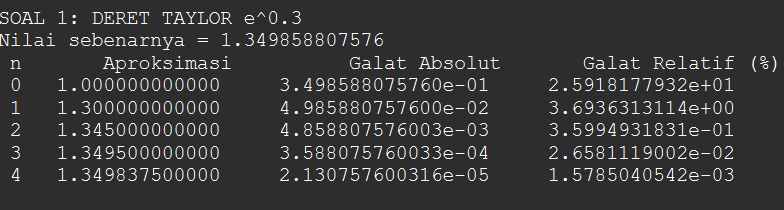 SOAL 1: DERET TAYLOR e^0.3
Nilai sebenarnya = 1.349858807576
n Aproksimasi Galat Absolut Galat Relatif (%)
0 1.000000000000 3.498588075760e-01 2.5918177932e+01
1 1.300000000000 4.985880757600e-02 3.6936313114e+00
2 1.345000000000 4.858807576003e-03 3.5994931831e-01
3 1.349500000000 3.588075760033e-04 2.6581119002e-02
4 1.349837500000 2.130757600316e-05 1.5785040542e-03